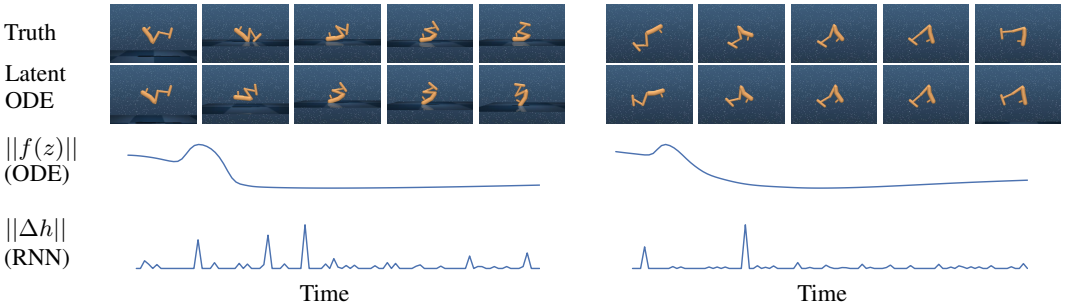 Truth
Latent
ODE
||f(z)||
(ODE)
||Δh||
(RNN)
Time
Time